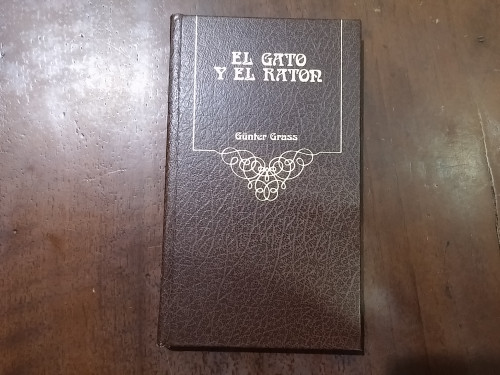 EL GATO
Y EL RATON
Günter Grass